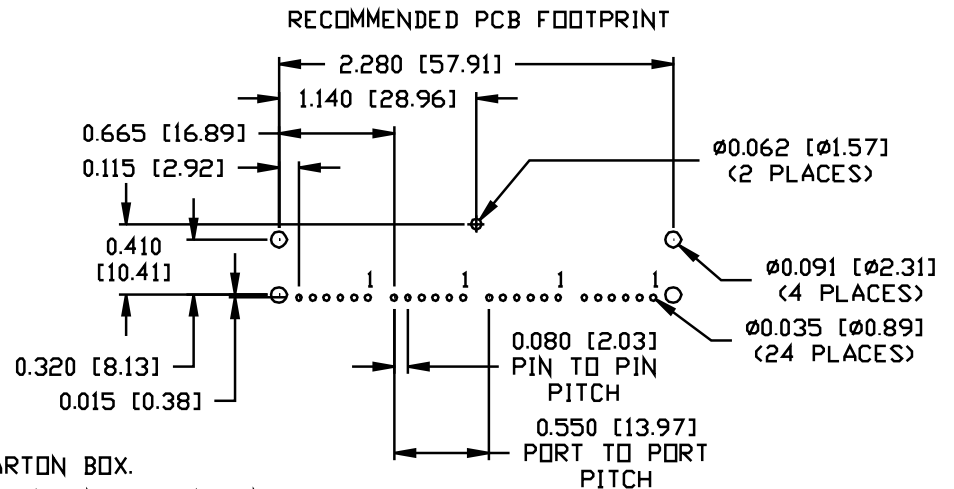 RECOMMENDED PCB FOOTPRINT
2.280 [57.91]
1.140 [28.96]
0.665 [16.89]
0.115 [2.92]
ø0.062 [ø1.57]
(2 PLACES)
0.410
[10.41]
1 1 1 1
ø0.091 [ø2.31]
(4 PLACES)
ø0.035 [ø0.89]
(24 PLACES)
0.320 [8.13]
0.015 [0.38]
0.080 [2.03]
PIN TO PIN
PITCH
0.550 [13.97]
PORT TO PORT
PITCH
ARTON BOX.